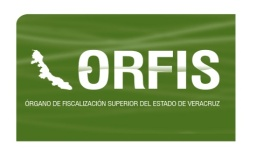 ORFIS
ÓRGANO DE FISCALIZACIÓN SUPERIOR DEL ESTADO DE VERACRUZ